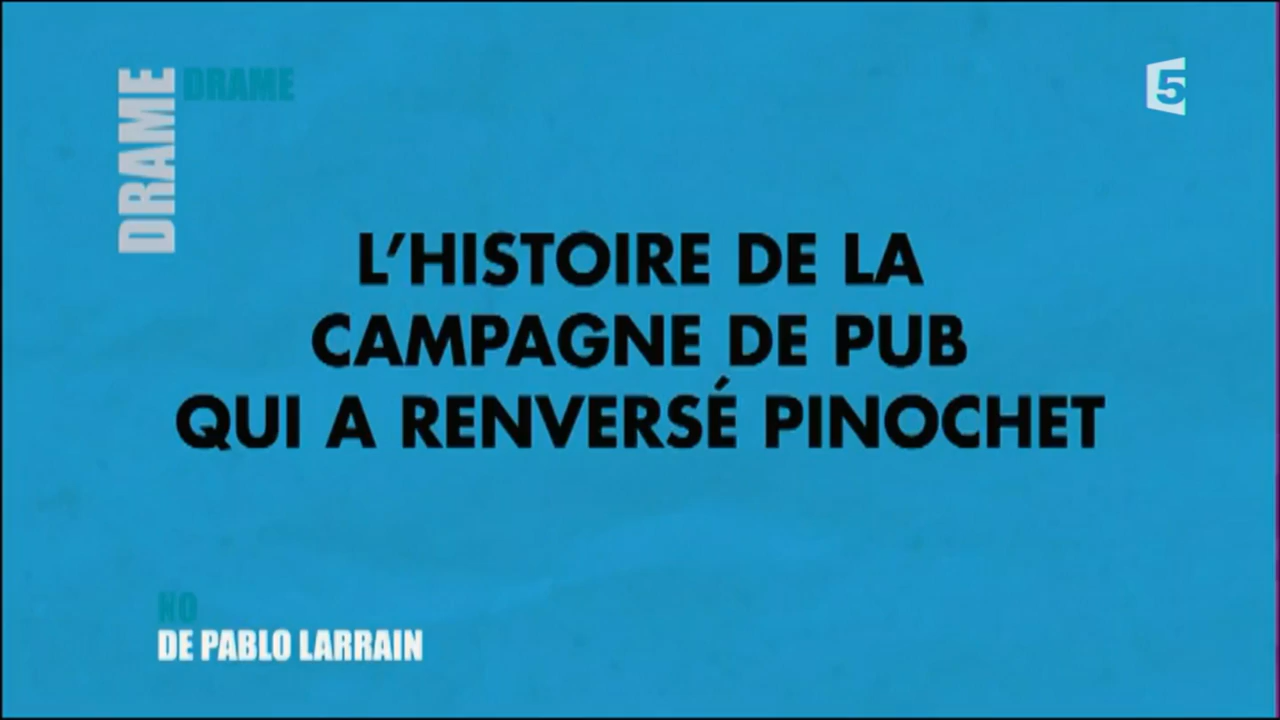 DRAME
DRAME
5
L'HISTOIRE DE LA
CAMPAGNE DE PUB
QUI A RENVERSÉ PINOCHET
NO
DE PABLO LARRAIN